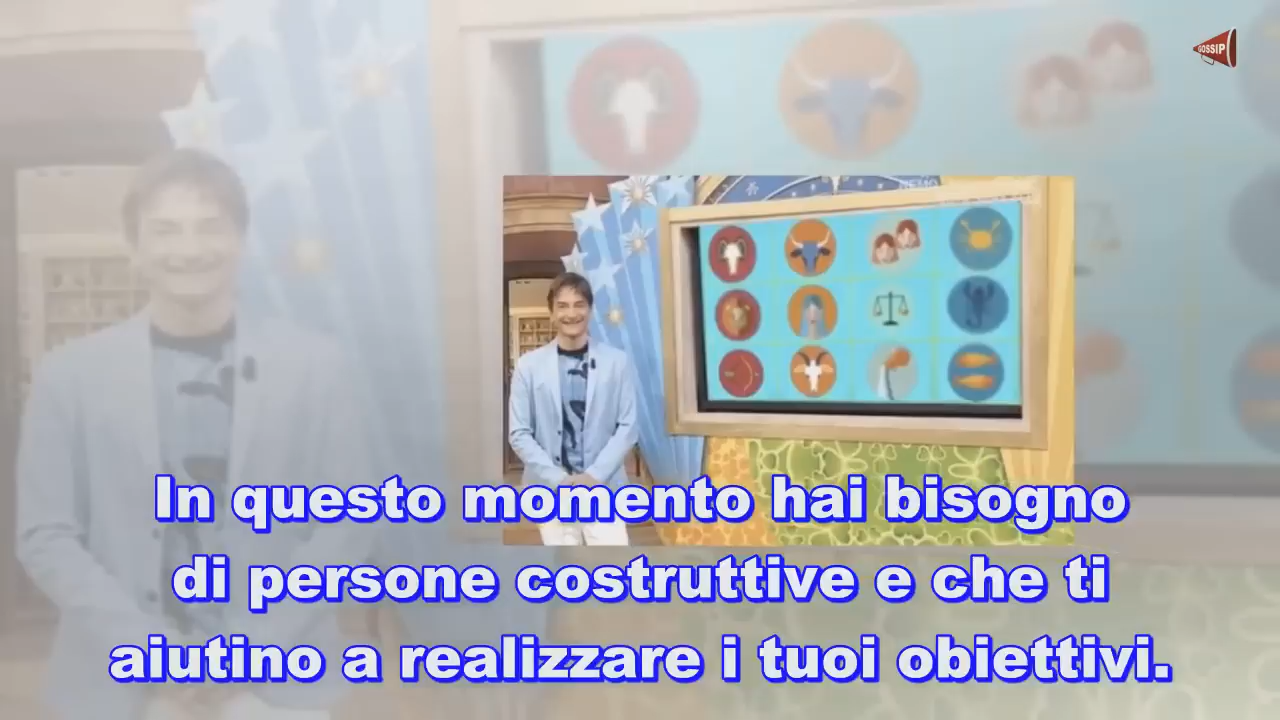 GOSSIP
In questo momento hai bisogno
di persone costruttive e che ti
aiutino a realizzare i tuoi obiettivi.